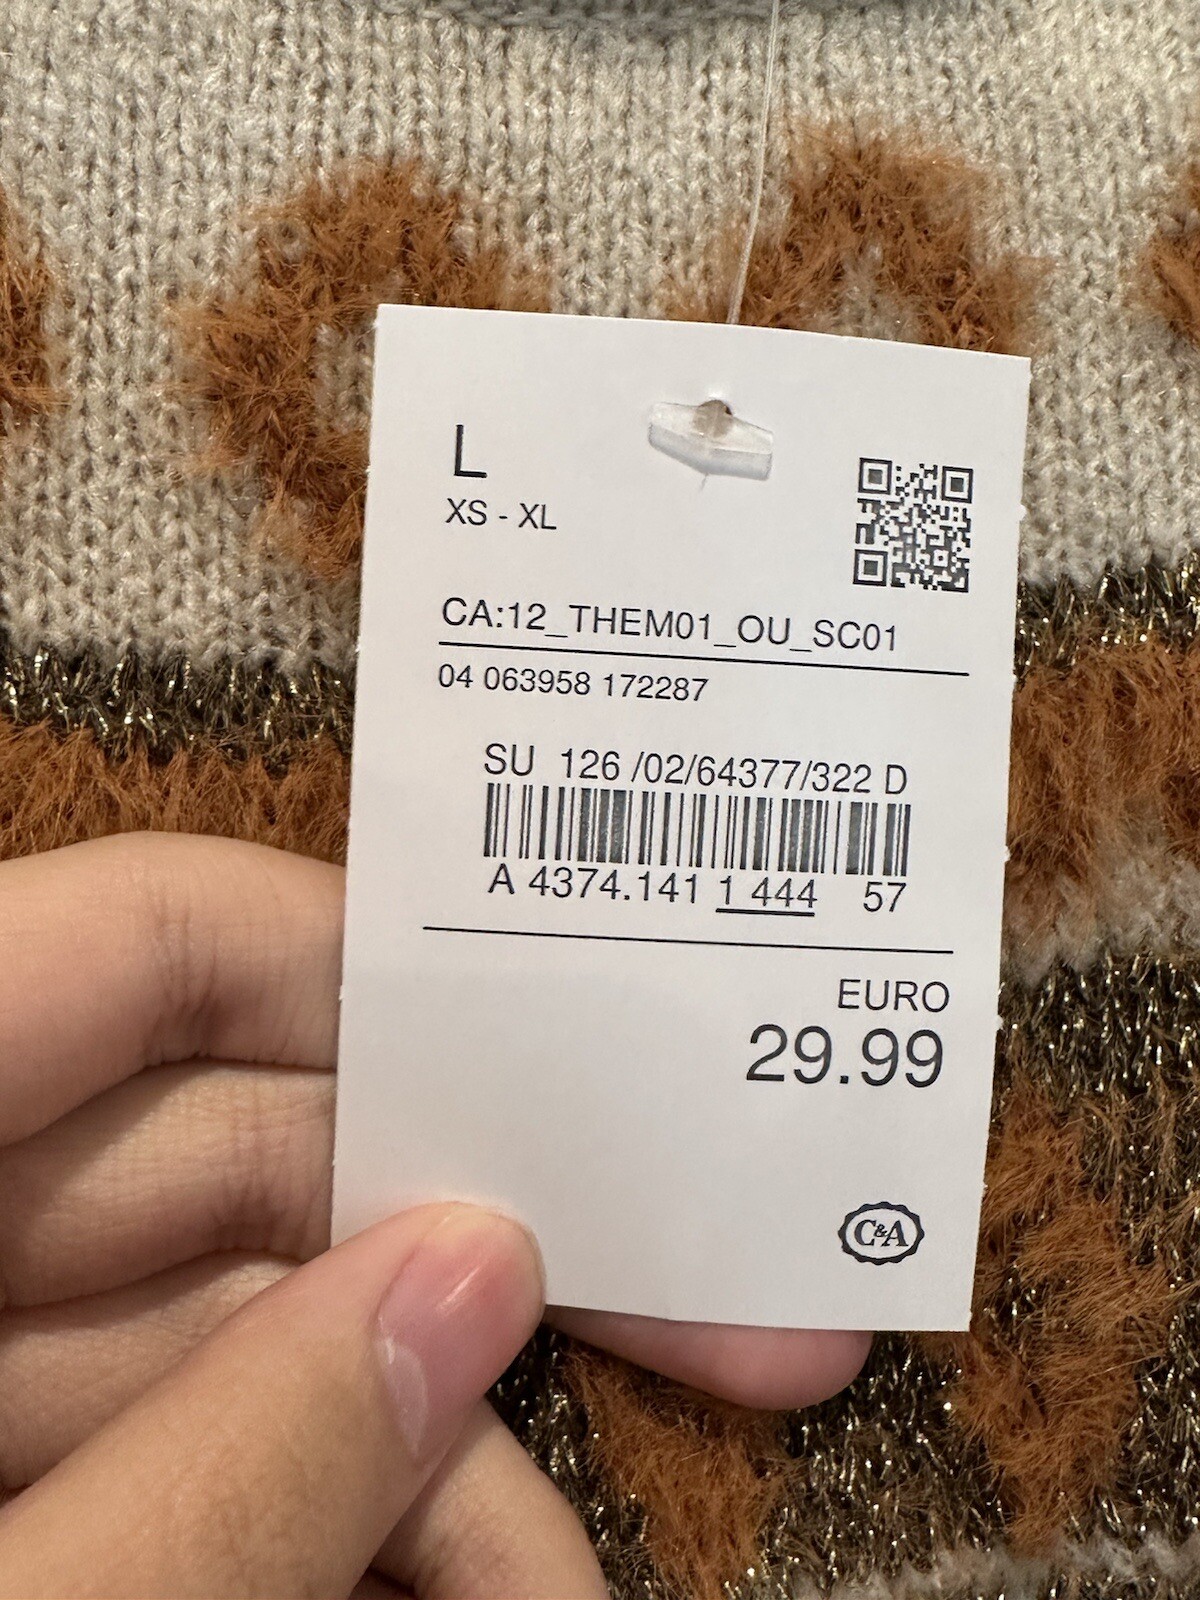 L
XS - XL
CA:12_THEM01_OU_SC01
04 063958 172287
SU 126 /02/64377/322 D
A 4374.141 1 444 57
EURO
29.99
C&A